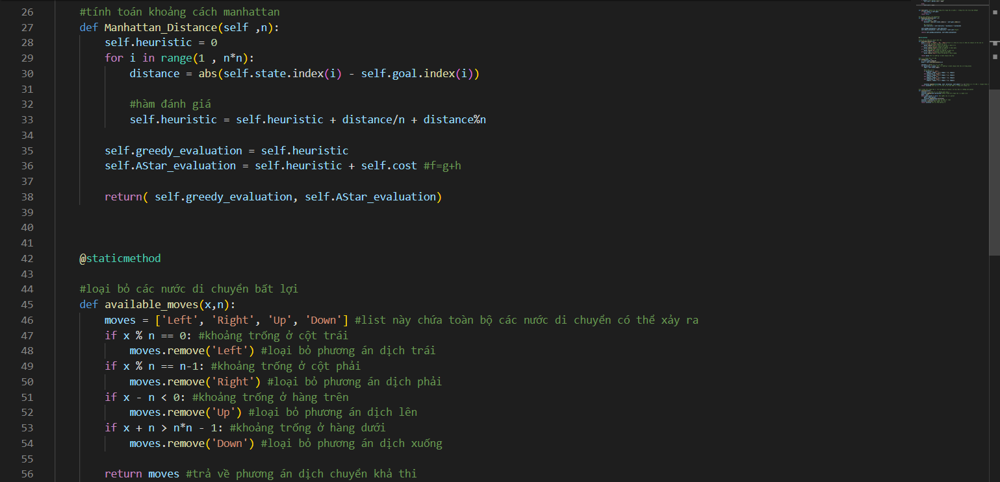 26 #tính toán khoảng cách manhattan
27 def Manhattan_Distance(self ,n):
28 self.heuristic = 0
29 for i in range(1 , n*n):
30 distance = abs(self.state.index(i) - self.goal.index(i))
31
32 #hàm đánh giá
33 self.heuristic = self.heuristic + distance/n + distance%n
34
35 self.greedy_evaluation = self.heuristic
36 self.AStar_evaluation = self.heuristic + self.cost #f=g+h
37
38 return( self.greedy_evaluation, self.AStar_evaluation)
39
40
41
42 @staticmethod
43
44 #loại bỏ các nước di chuyển bất lợi
45 def available_moves(x,n):
46 moves = ['Left', 'Right', 'Up', 'Down'] #list này chứa toàn bộ các nước di chuyển có thể xảy ra
47 if x % n == 0: #khoảng trống ở cột trái
48 moves.remove('Left') #loại bỏ phương án dịch trái
49 if x % n == n-1: #khoảng trống ở cột phải
50 moves.remove('Right') #loại bỏ phương án dịch phải
51 if x - n < 0: #khoảng trống ở hàng trên
52 moves.remove('Up') #loại bỏ phương án dịch lên
53 if x + n > n*n - 1: #khoảng trống ở hàng dưới
54 moves.remove('Down') #loại bỏ phương án dịch xuống
55
56 return moves #trả về phương án dịch chuyển khả thi